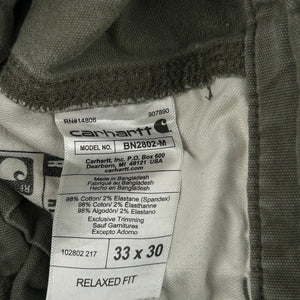 RN#14806 907890
carhartt
MODEL NO. BN2802-M
Carhartt, Inc. P.O. Box 600
Dearborn, MI 48121 USA
www.carhartt.com
Made in Bangladesh
Fabriqué au Bangladesh
Hecho en Bangladesh
98% Cotton/ 2% Elastane (Spandex)
98% Coton/ 2% Élasthanne
98% Algodón/ 2% Elastano
Exclusive Trimming
Sauf Garnitures
Excepto Adorno
102802 217 33 x 30
RELAXED FIT